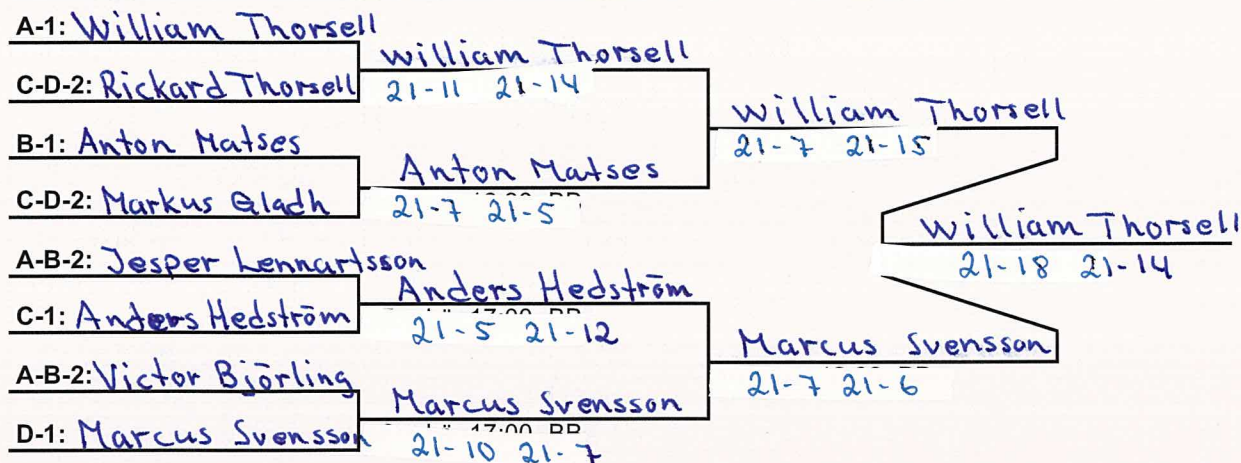 A-1: William Thorsell
william Thorsell
C-D-2: Rickard Thorsell
21-11 21-14
william Thorsell
B-1: Anton Matses
21-7 21-15
Anton Matses
C-D-2: Markus Gladh
21-7 21-5
William Thorsell
A-B-2: Jesper Lennartsson
21-18 21-14
Anders Hedström
C-1: Anders Hedström
21-5 21-12
Marcus Svensson
A-B-2: Victor Björling
21-7 21-6
Marcus Svensson
D-1: Marcus Svensson
21-10 21-7